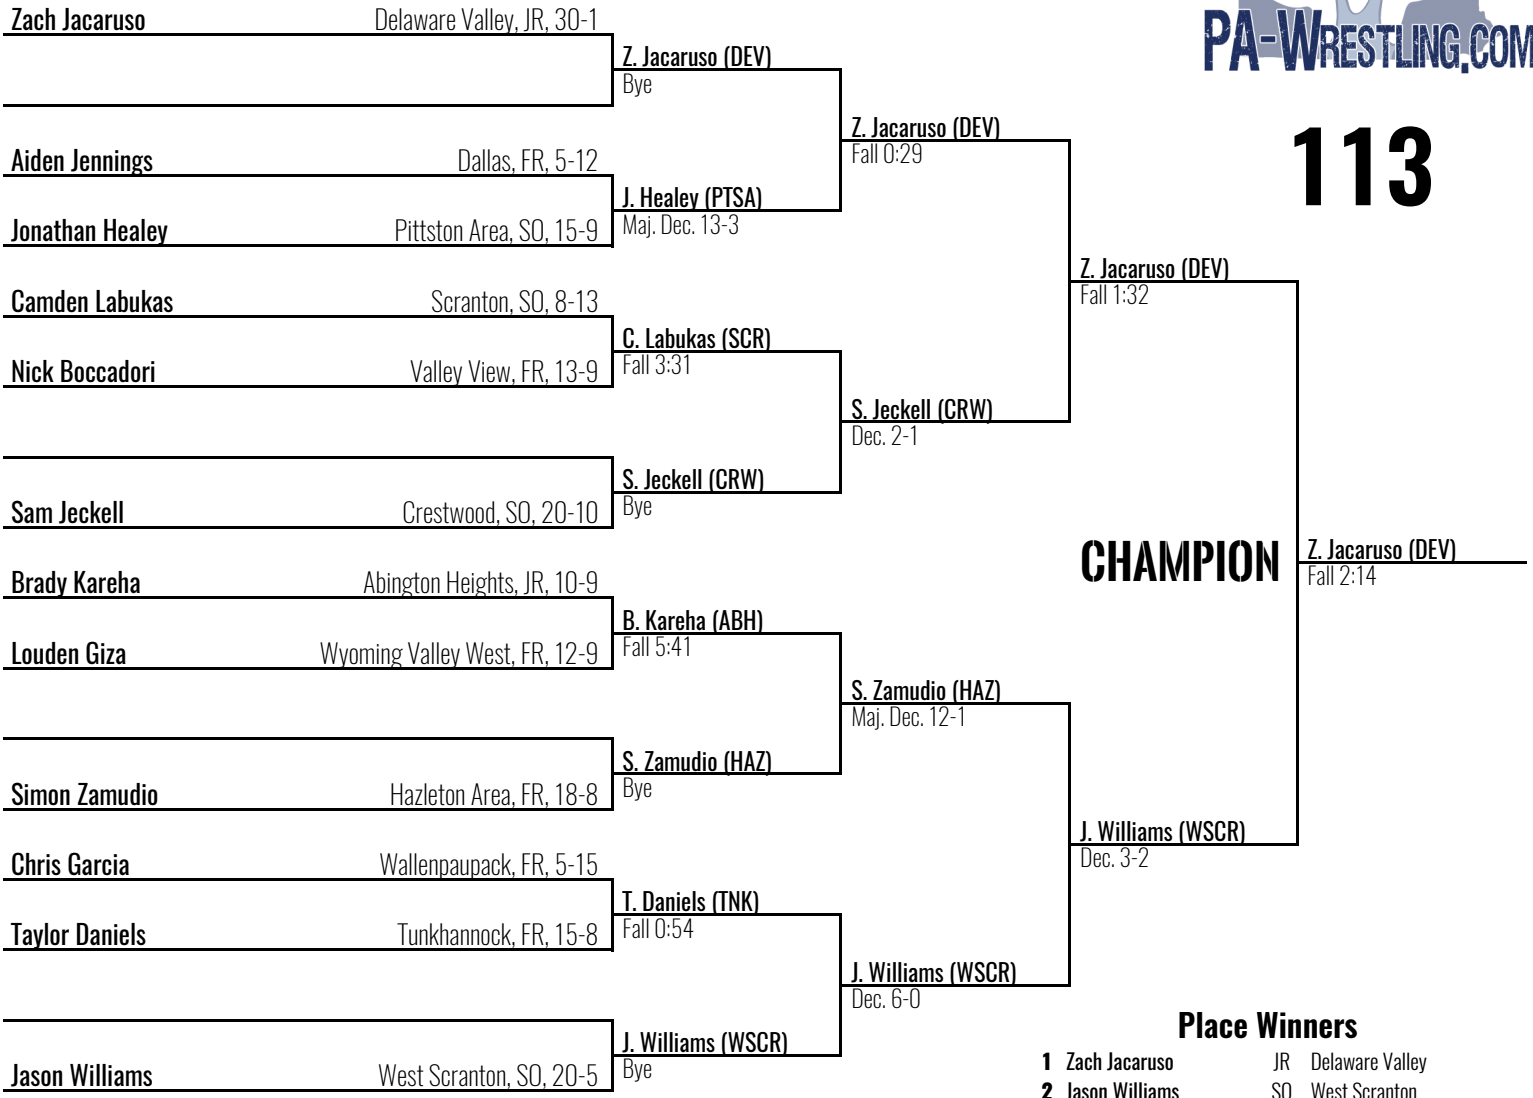 PA-WRESTLING.COM
113
Zach Jacaruso Delaware Valley, JR, 30-1
Z. Jacaruso (DEV)
Bye
Z. Jacaruso (DEV)
Fall 0:29
Aiden Jennings Dallas, FR, 5-12
J. Healey (PTSA)
Maj. Dec. 13-3
Jonathan Healey Pittston Area, SO, 15-9
Z. Jacaruso (DEV)
Fall 1:32
Camden Labukas Scranton, SO, 8-13
C. Labukas (SCR)
Fall 3:31
Nick Boccadori Valley View, FR, 13-9
S. Jeckell (CRW)
Dec. 2-1
S. Jeckell (CRW)
Bye
Sam Jeckell Crestwood, SO, 20-10
CHAMPION
Z. Jacaruso (DEV)
Fall 2:14
Brady Kareha Abington Heights, JR, 10-9
B. Kareha (ABH)
Fall 5:41
Louden Giza Wyoming Valley West, FR, 12-9
S. Zamudio (HAZ)
Maj. Dec. 12-1
S. Zamudio (HAZ)
Bye
Simon Zamudio Hazleton Area, FR, 18-8
J. Williams (WSCR)
Dec. 3-2
Chris Garcia Wallenpaupack, FR, 5-15
T. Daniels (TNK)
Fall 0:54
Taylor Daniels Tunkhannock, FR, 15-8
J. Williams (WSCR)
Dec. 6-0
J. Williams (WSCR)
Bye
Jason Williams West Scranton, SO, 20-5
Place Winners
1 Zach Jacaruso JR Delaware Valley
2 Jason Williams SO West Scranton